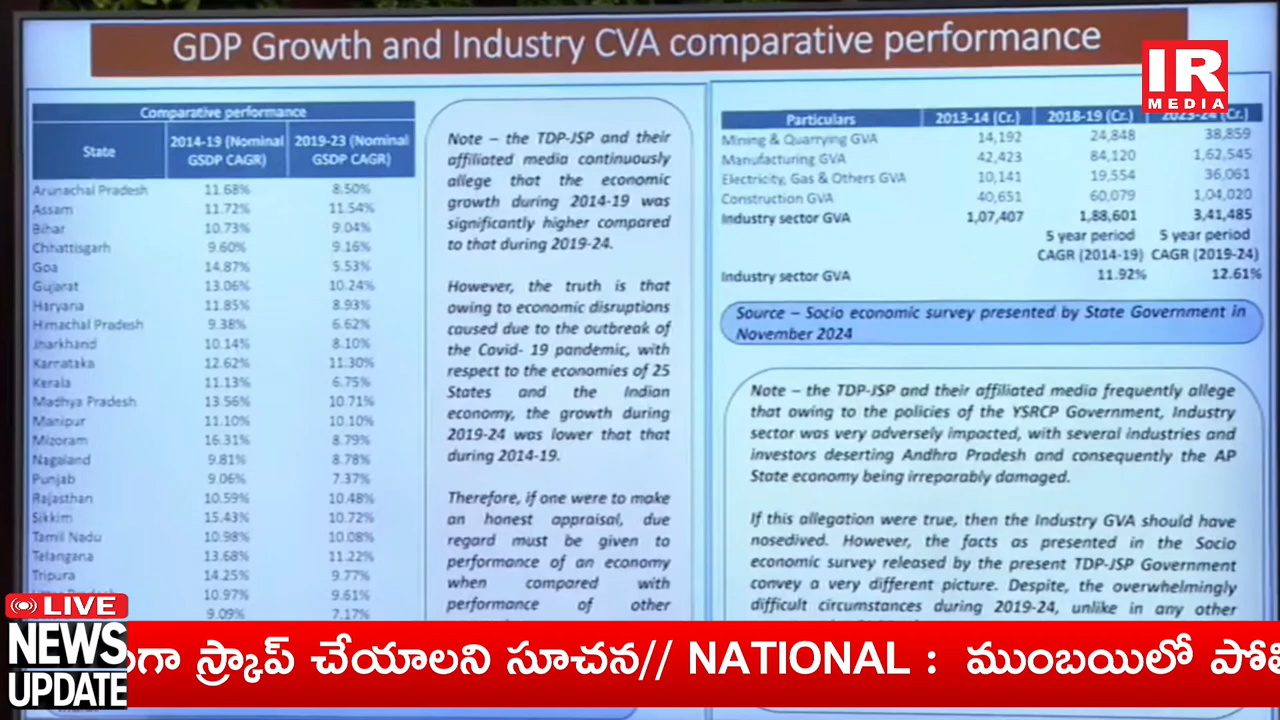 GDP Growth and Industry CVA comparative performance
IR
MEDIA
Comparative performance
State 2014-19 (Nominal GSDP CAGR) 2019-23 (Nominal GSDP CAGR)
Arunachal Pradesh 11.68% 8.50%
Assam 11.72% 11.54%
Bihar 10.73% 9.04%
Chhattisgarh 9.60% 9.16%
Goa 14.87% 5.53%
Gujarat 13.06% 10.24%
Haryana 11.85% 8.93%
Himachal Pradesh 9.38% 6.62%
Jharkhand 10.14% 8.10%
Karnataka 12.62% 11.30%
Kerala 11.13% 6.75%
Madhya Pradesh 13.56% 10.71%
Manipur 11.10% 10.10%
Mizoram 16.31% 8.79%
Nagaland 9.81% 8.78%
Punjab 9.06% 7.37%
Rajasthan 10.59% 10.48%
Sikkim 15.43% 10.72%
Tamil Nadu 10.98% 10.08%
Telangana 13.68% 11.22%
Tripura 14.25% 9.77%
10.97% 9.61%
9.09% 7.17%
Note – the TDP-JSP and their
affiliated media continuously
allege that the economic
growth during 2014-19 was
significantly higher compared
to that during 2019-24.
However, the truth is that
owing to economic disruptions
caused due to the outbreak of
the Covid- 19 pandemic, with
respect to the economies of 25
States and the Indian
economy, the growth during
2019-24 was lower that that
during 2014-19.
Therefore, if one were to make
an honest appraisal, due
regard must be given to
performance of an economy
when compared with
performance of other
Particulars 2013-14 (Cr.) 2018-19 (Cr.) 2023-24 (Cr.)
Mining & Quarrying GVA 14,192 24,848 38,859
Manufacturing GVA 42,423 84,120 1,62,545
Electricity, Gas & Others GVA 10,141 19,554 36,061
Construction GVA 40,651 60,079 1,04,020
Industry sector GVA 1,07,407 1,88,601 3,41,485
5 year period 5 year period
CAGR (2014-19) CAGR (2019-24)
Industry sector GVA 11.92% 12.61%
Source – Socio economic survey presented by State Government in
November 2024
Note – the TDP-JSP and their affiliated media frequently allege
that owing to the policies of the YSRCP Government, Industry
sector was very adversely impacted, with several industries and
investors deserting Andhra Pradesh and consequently the AP
State economy being irreparably damaged.
If this allegation were true, then the Industry GVA should have
nosedived. However, the facts as presented in the Socio
economic survey released by the present TDP-JSP Government
convey a very different picture. Despite, the overwhelmingly
difficult circumstances during 2019-24, unlike in any other
LIVE
NEWS
UPDATE
స్క్రాప్ చేయాలని సూచన// NATIONAL : ముంబయిలో